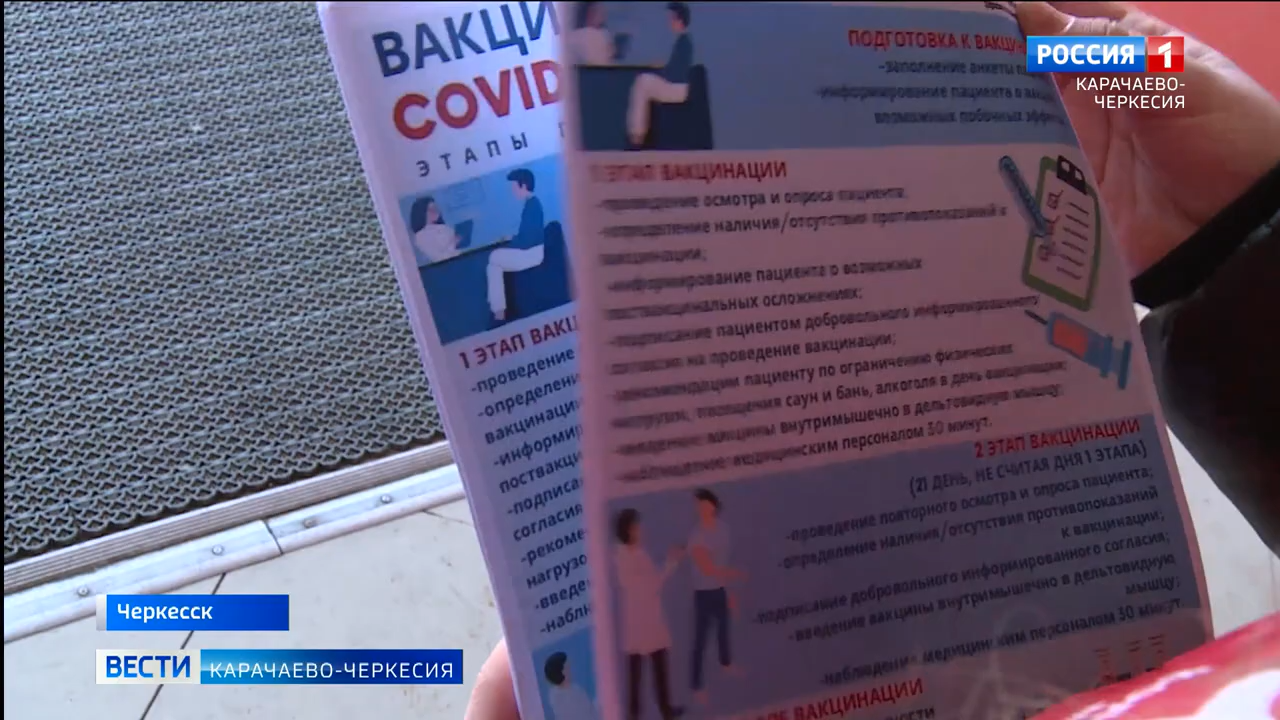 ВАКЦИ
COVID
ЭТАПЫ
1 ЭТАП ВАКЦ
-проведение
-определени
вакцинации
-информир
поствакци
-подписа
согласия
-рекоме
нагрузо
-введе
-наблю
ПОДГОТОВКА К ВАКЦИ
-заполнение анкеты
-информирование пациента о
возможных побочных эффек
1 ЭТАП ВАКЦИНАЦИИ
-проведение осмотра и опроса пациента;
-определение наличия/отсутствия противопоказаний к
вакцинации;
-информирование пациента о возможных
поствакцинальных осложнениях;
-подписание пациентом добровольного информированного
согласия на проведение вакцинации;
-рекомендации пациенту по ограничению физических
нагрузок, посещения саун и бань, алкоголя в день вакцинации;
-введение вакцины внутримышечно в дельтовидную мышцу;
-наблюдение медицинским персоналом 30 минут.
2 ЭТАП ВАКЦИНАЦИИ
(21 ДЕНЬ, НЕ СЧИТАЯ ДНЯ 1 ЭТАПА)
-проведение повторного осмотра и опроса пациента;
-определение наличия/отсутствия противопоказаний
к вакцинации;
-подписание добровольного информированного согласия;
-введение вакцины внутримышечно в дельтовидную
мышцу;
-наблюдение медицинским персоналом 30 минут
ВАКЦИНАЦИИ
РОССИЯ 1
КАРАЧАЕВО-
ЧЕРКЕСИЯ
Черкесск
ВЕСТИ КАРАЧАЕВО-ЧЕРКЕСИЯ